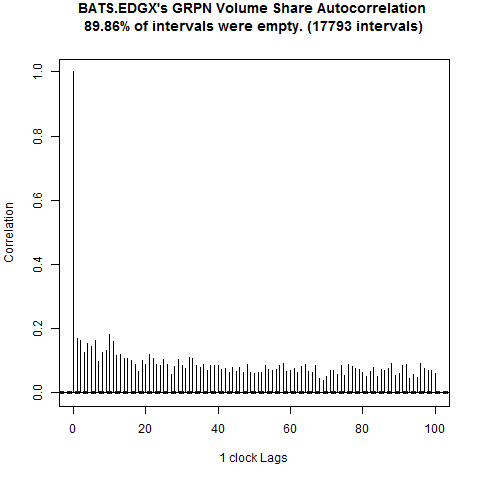 BATS.EDGX's GRPN Volume Share Autocorrelation
89.86% of intervals were empty. (17793 intervals)
1.0
0.8
0.6
0.4
0.2
0.0
Correlation
0 20 40 60 80 100
1 clock Lags